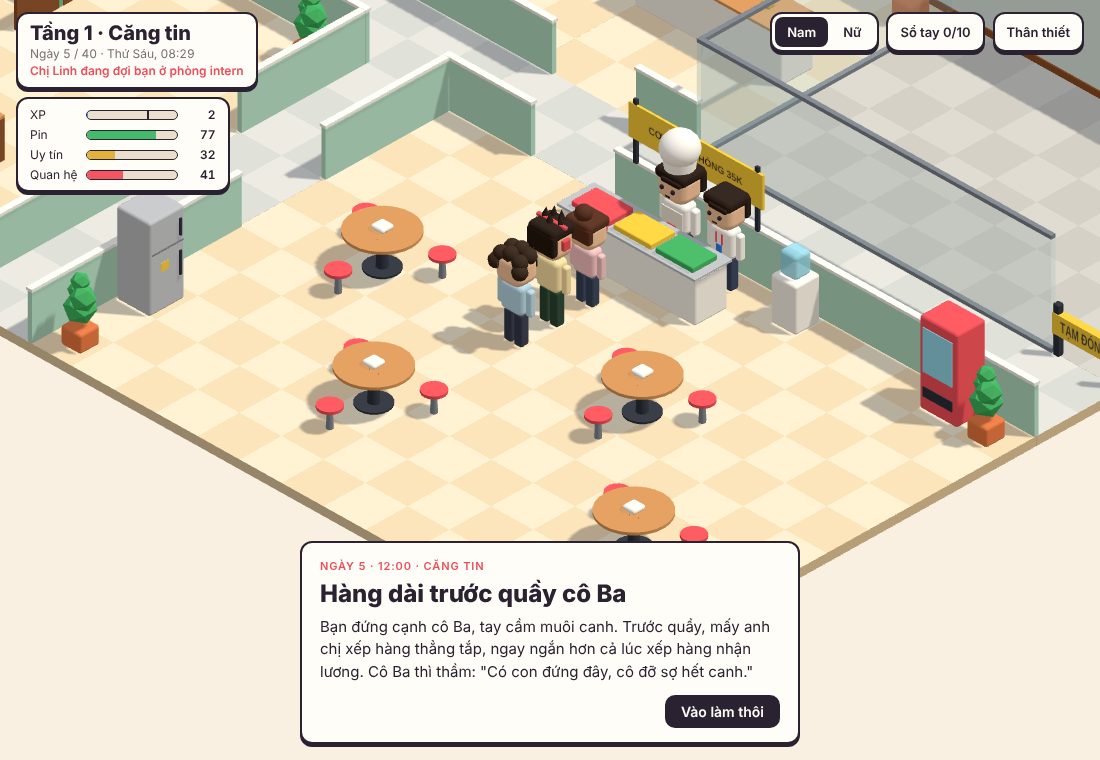 Tầng 1 · Căng tin
Ngày 5 / 40 · Thứ Sáu, 08:29
Chị Linh đang đợi bạn ở phòng intern
XP 2
Pin 77
Uy tín 32
Quan hệ 41
Nam Nữ
Sổ tay 0/10
Thân thiết
35K
TẠM
NGÀY 5 · 12:00 · CĂNG TIN
Hàng dài trước quầy cô Ba
Bạn đứng cạnh cô Ba, tay cầm muôi canh. Trước quầy, mấy anh
chị xếp hàng thẳng tắp, ngay ngắn hơn cả lúc xếp hàng nhận
lương. Cô Ba thì thầm: "Có con đứng đây, cô đỡ sợ hết canh."
Vào làm thôi